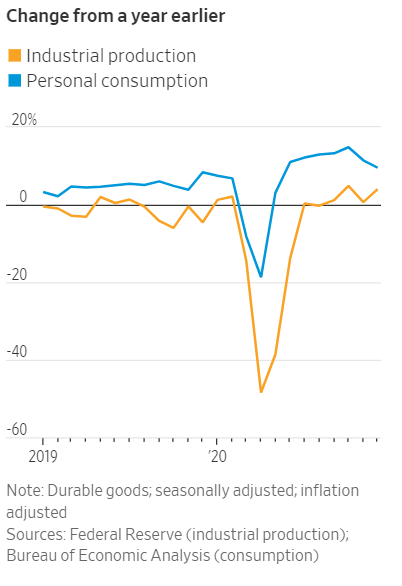 Change from a year earlier
Industrial production
Personal consumption
20%
0
-20
-40
-60
2019
'20
Note: Durable goods; seasonally adjusted; inflation
adjusted
Sources: Federal Reserve (industrial production);
Bureau of Economic Analysis (consumption)